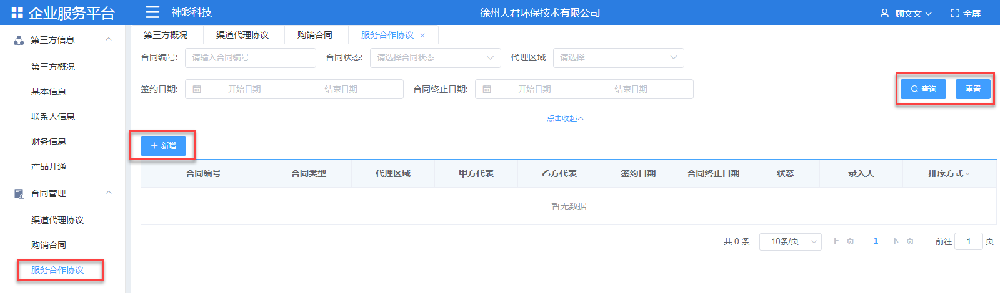 企业服务平台
神彩科技
徐州大君环保技术有限公司
顾文文
全屏
第三方信息
第三方概况
基本信息
联系人信息
财务信息
产品开通
合同管理
渠道代理协议
购销合同
服务合作协议
第三方概况 渠道代理协议 购销合同 服务合作协议 ×
合同编号: 请输入合同编号 合同状态: 请选择合同状态 代理区域 请选择
签约日期: 开始日期 - 结束日期 合同终止日期: 开始日期 - 结束日期 查询 重置
点击收起
+ 新增
合同编号 合同类型 代理区域 甲方代表 乙方代表 签约日期 合同终止日期 状态 录入人 排序方式
暂无数据
共 0 条 10条/页 上一页 1 下一页 前往 1 页